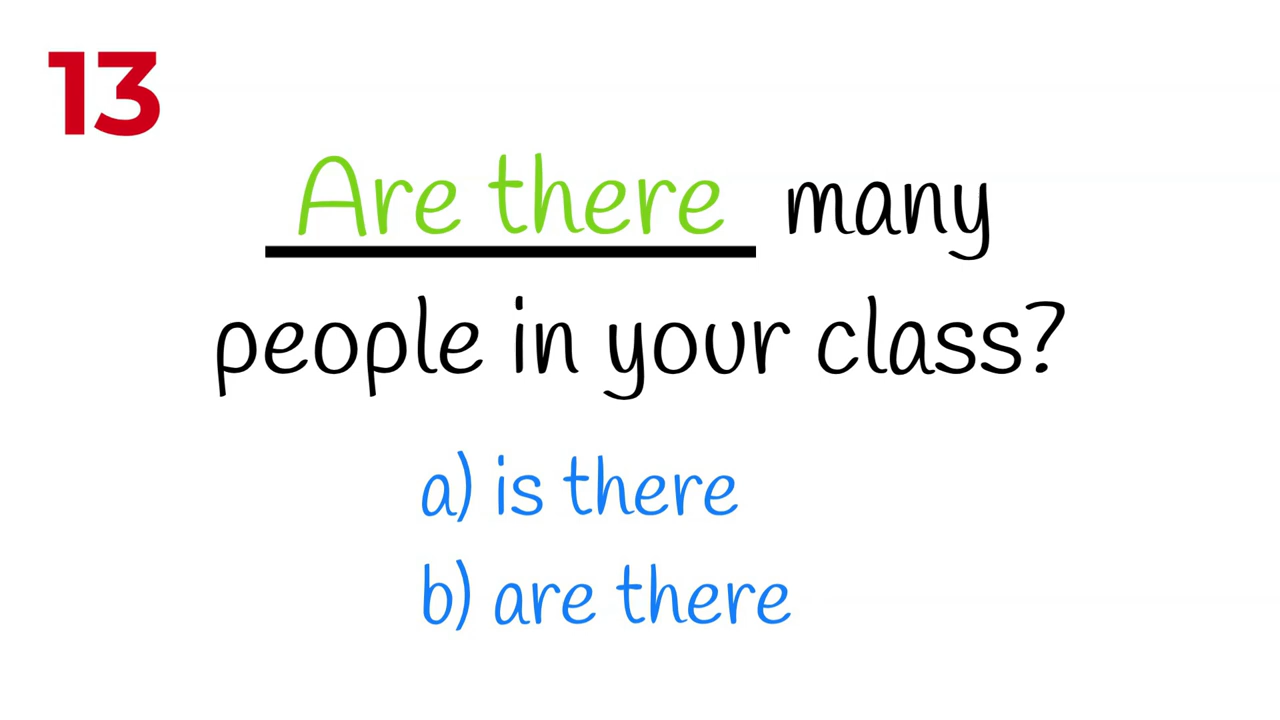 13
Are there many
people in your class?
a) is there
b) are there